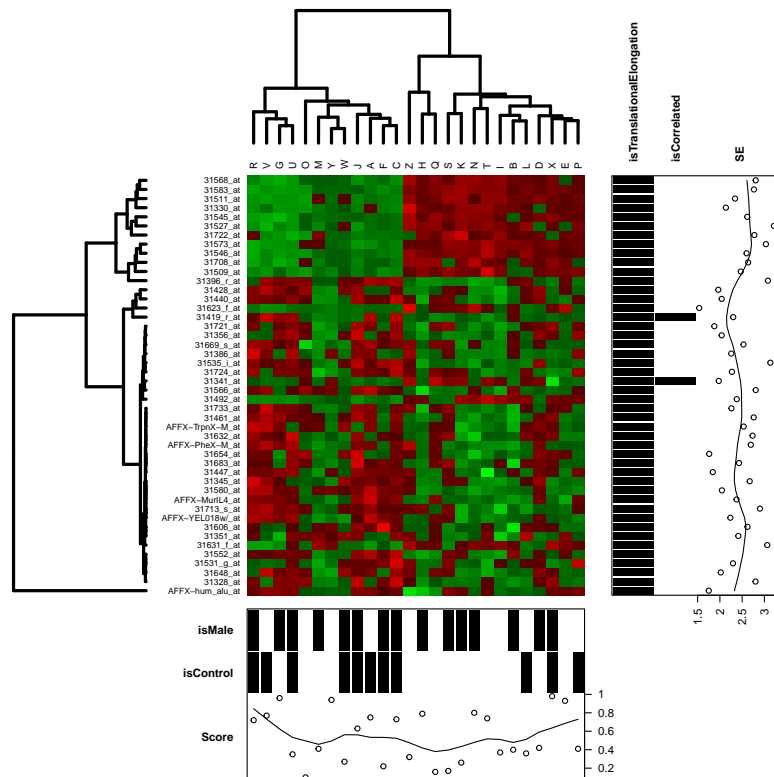 isTranslationalElongation
isCorrelated
SE
R V G U O M Y W J A F C Z H Q S K N T I B L D X E P
31568_at
31583_at
31511_at
31330_at
31545_at
31527_at
31722_at
31573_at
31546_at
31708_at
31509_at
31396_r_at
31428_at
31440_at
31623_f_at
31419_r_at
31721_at
31356_at
31669_s_at
31386_at
31535_i_at
31724_at
31341_at
31566_at
31492_at
31733_at
31461_at
AFFX−TrpnX−M_at
31632_at
AFFX−PheX−M_at
31654_at
31683_at
31447_at
31345_at
31580_at
AFFX−MurIL4_at
31713_s_at
AFFX−YEL018w/_at
31606_at
31351_at
31631_f_at
31552_at
31531_g_at
31648_at
31328_at
AFFX−hum_alu_at
1.5 2 2.5 3
isMale
isControl
Score
1
0.8
0.6
0.4
0.2